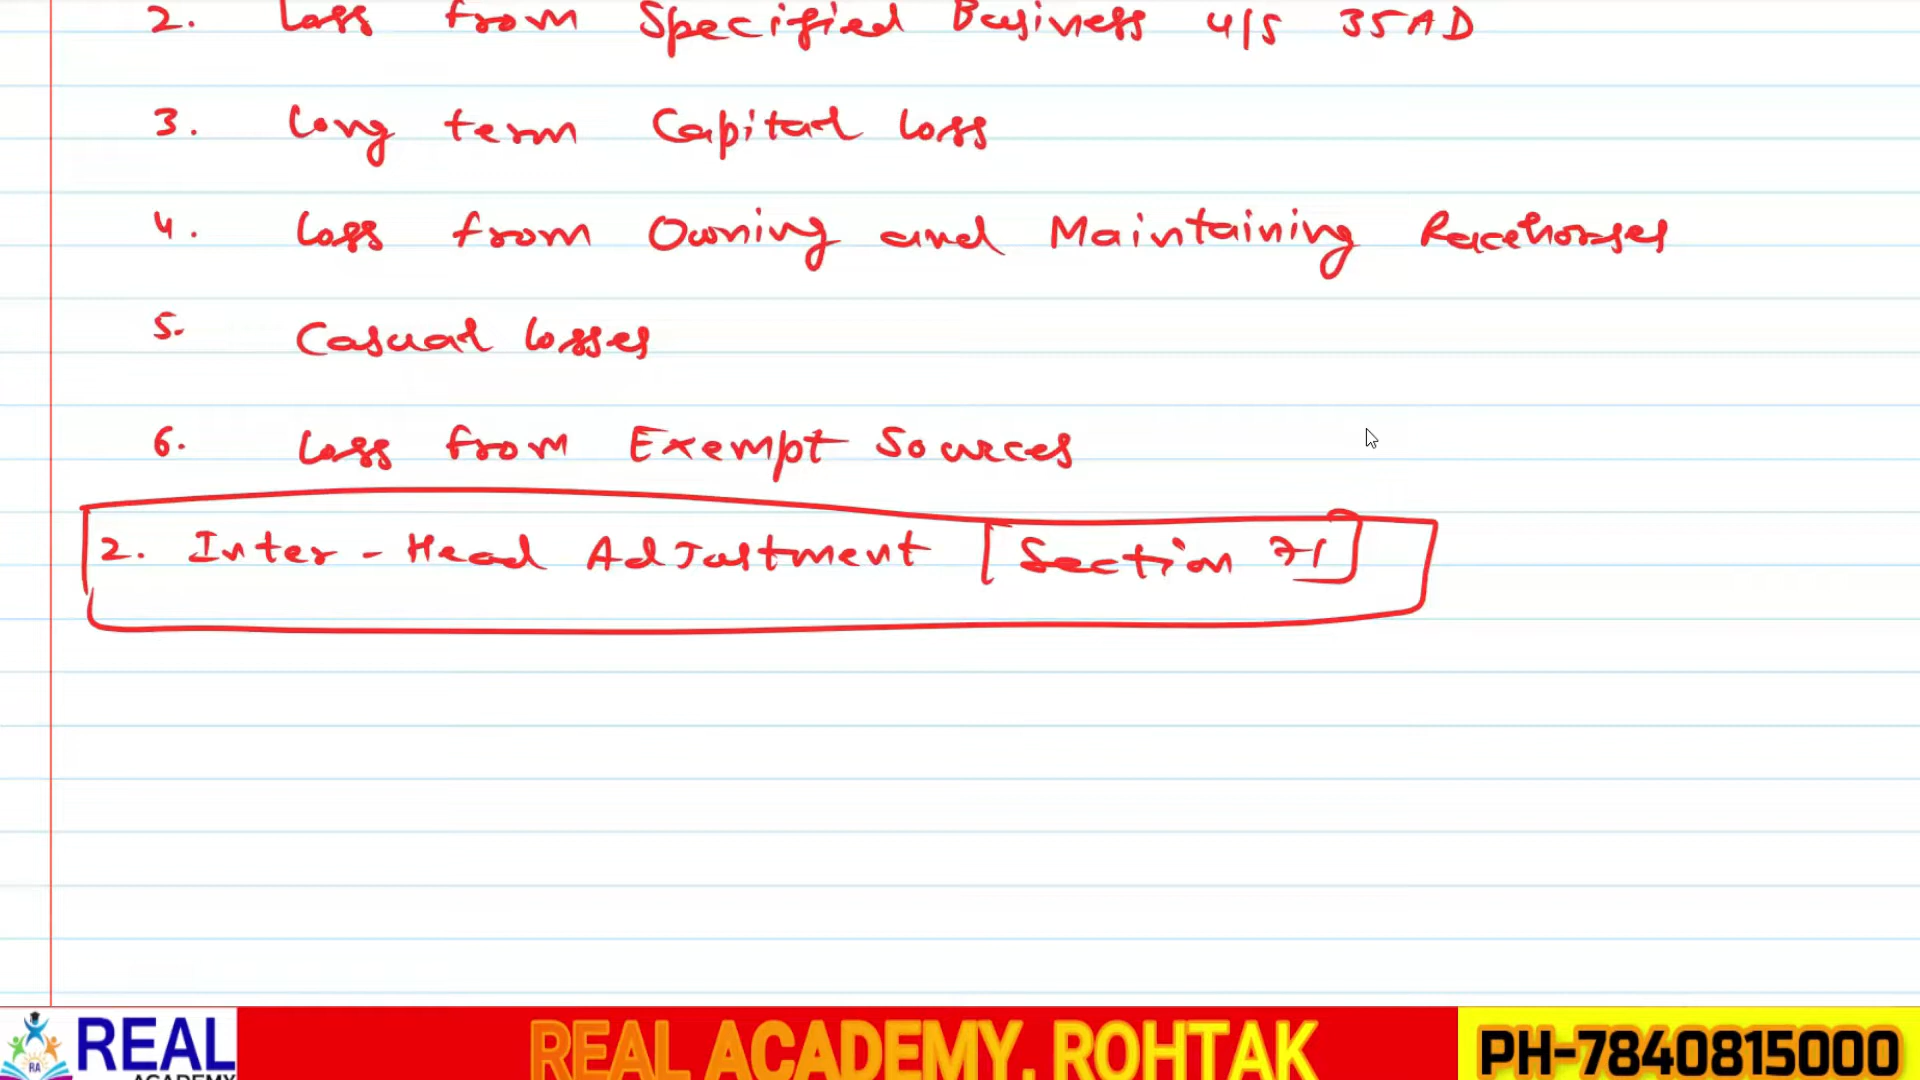 2. Loss from Specified Business u/s 35AD
3. Long term Capital loss
4. Loss from Owning and Maintaining Racehorses
5. Casual losses
6. Loss from Exempt Sources
2. Inter-Head Adjustment [Section 71]
REAL
ACADEMY
RA
REAL ACADEMY, ROHTAK
PH-7840815000